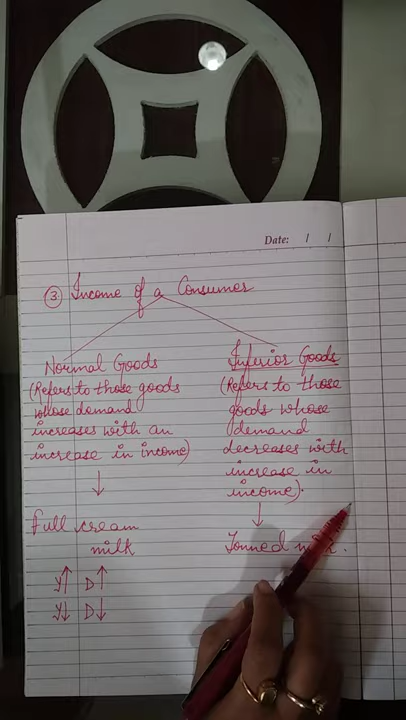 Date: / /
③ Income of a Consumer
Normal Goods
(Refers to those goods
whose demand
increases with an
increase in income)
↓
Full cream
milk
Y↑ D↑
Y↓ D↓
Inferior Goods
(Refers to those
goods whose
demand
decreases with
increase in
income).
↓
Tonned milk.